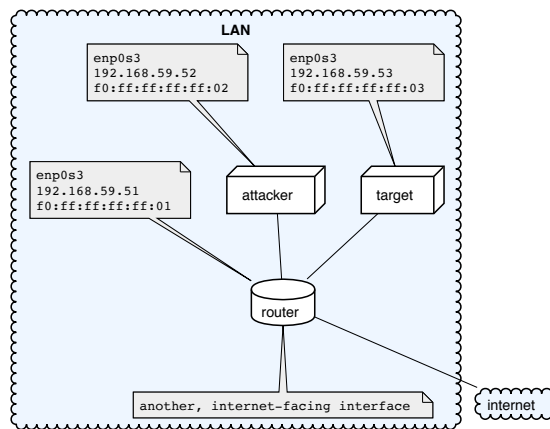 LAN
enp0s3
192.168.59.52
f0:ff:ff:ff:ff:02
enp0s3
192.168.59.53
f0:ff:ff:ff:ff:03
enp0s3
192.168.59.51
f0:ff:ff:ff:ff:01
attacker
target
router
another, internet-facing interface
internet